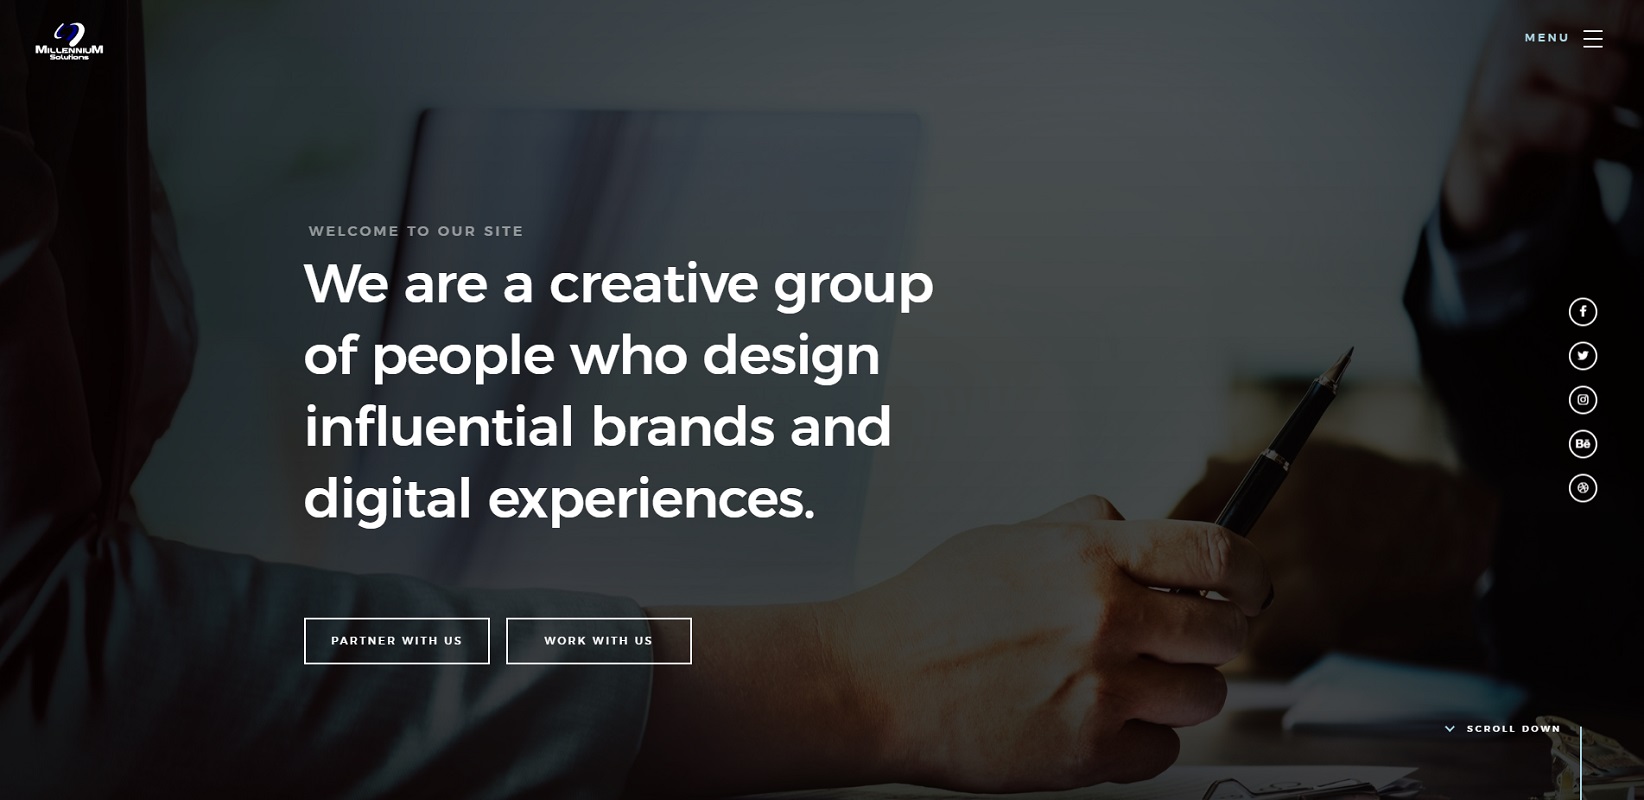 MILLENNIUM
Solutions
MENU
WELCOME TO OUR SITE
We are a creative group
of people who design
influential brands and
digital experiences.
PARTNER WITH US
WORK WITH US
Bē
SCROLL DOWN